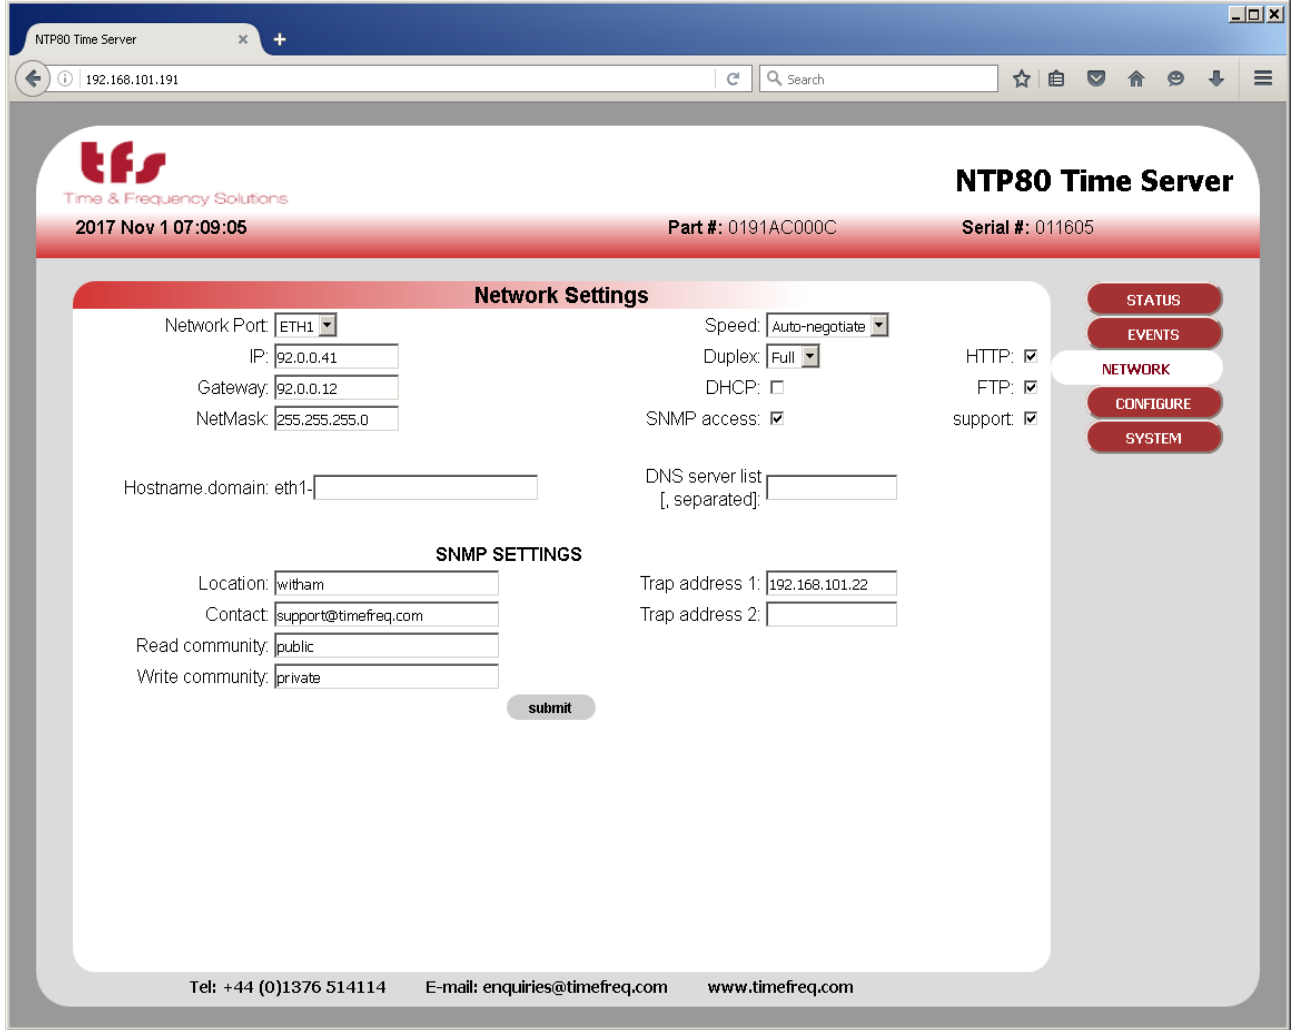 NTP80 Time Server
192.168.101.191
Search
tfs
Time & Frequency Solutions
NTP80 Time Server
2017 Nov 1 07:09:05 Part #: 0191AC000C Serial #: 011605
Network Settings
Network Port: ETH1 Speed: Auto-negotiate
IP: 92.0.0.41 Duplex: Full HTTP:
Gateway: 92.0.0.12 DHCP: FTP:
NetMask: 255.255.255.0 SNMP access: support:
Hostname.domain: eth1- DNS server list
[, separated]:
SNMP SETTINGS
Location: witham Trap address 1: 192.168.101.22
Contact: support@timefreq.com Trap address 2:
Read community: public
Write community: private
submit
STATUS
EVENTS
NETWORK
CONFIGURE
SYSTEM
Tel: +44 (0)1376 514114 E-mail: enquiries@timefreq.com www.timefreq.com